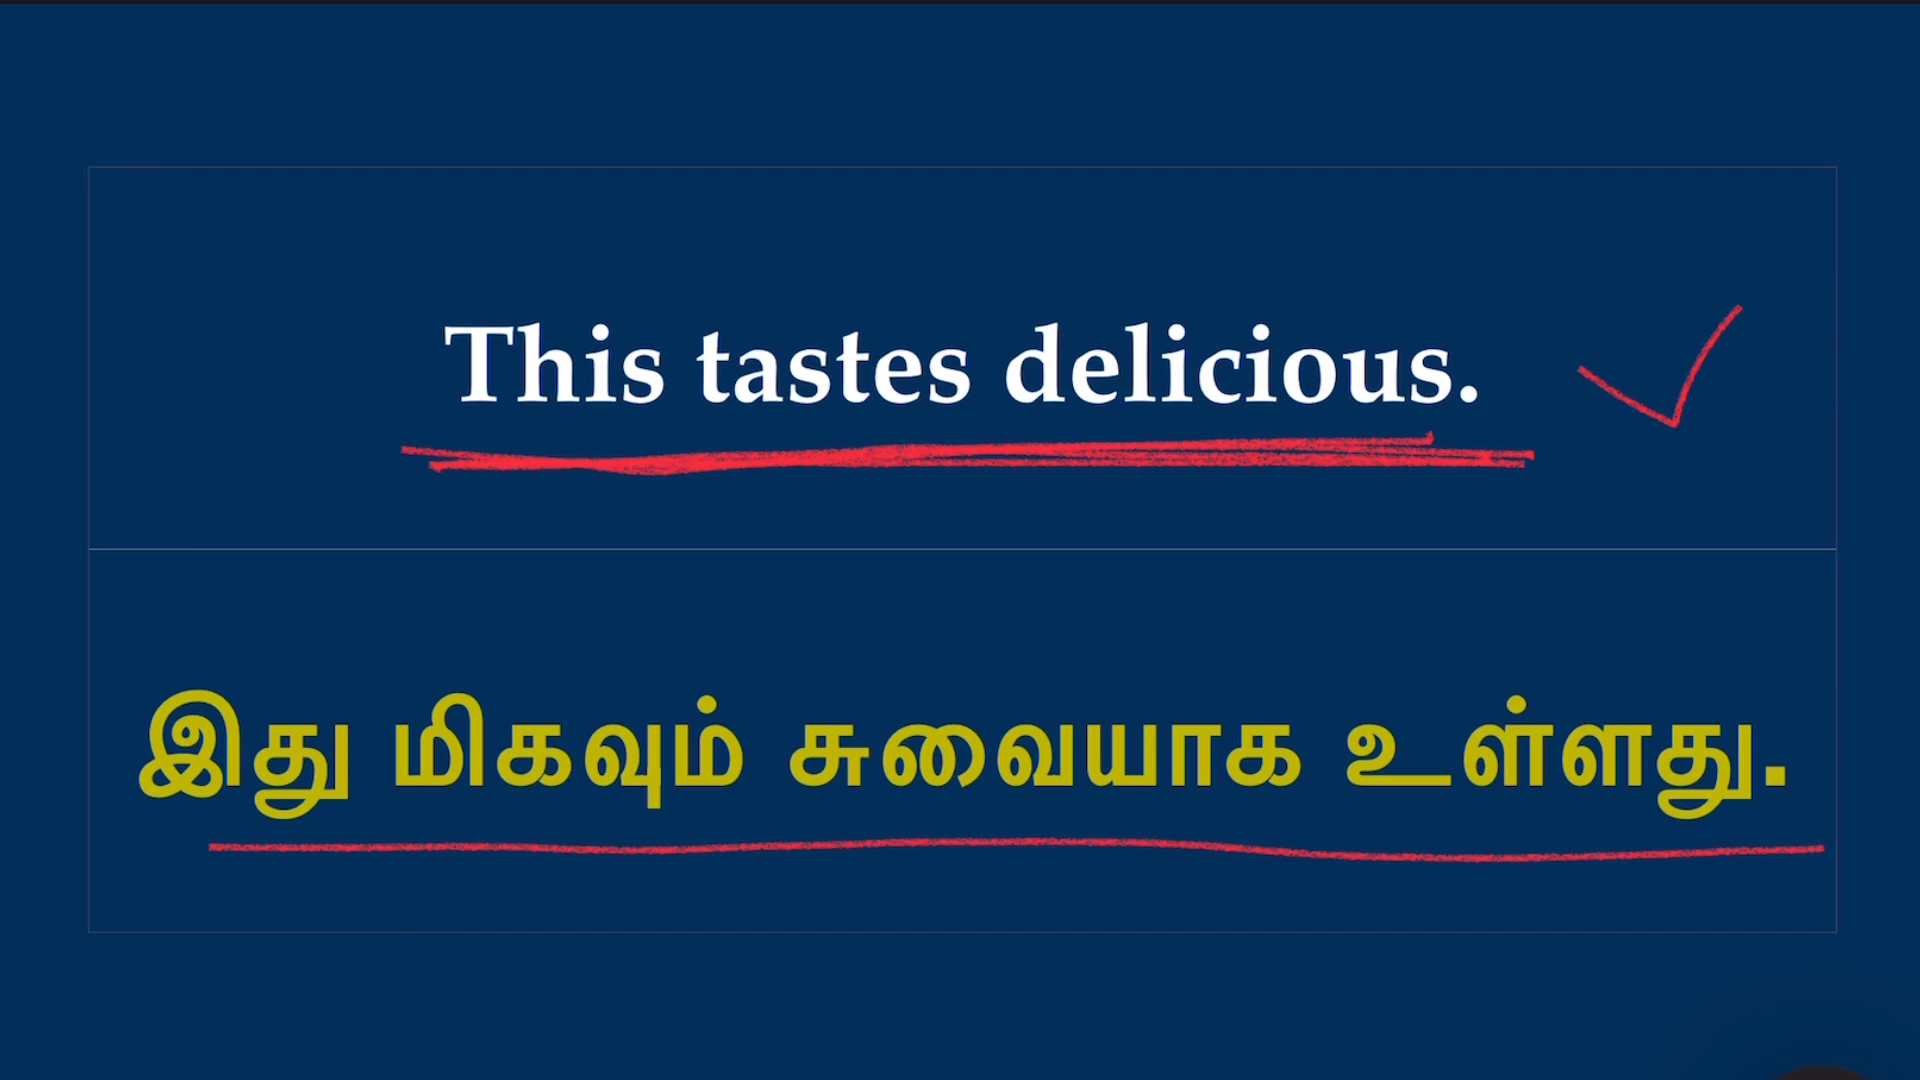 This tastes delicious.
இது மிகவும் சுவையாக உள்ளது.